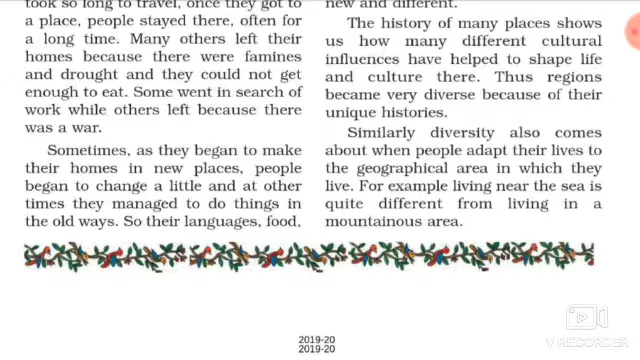 took so long to travel, once they got to
a place, people stayed there, often for
a long time. Many others left their
homes because there were famines
and drought and they could not get
enough to eat. Some went in search of
work while others left because there
was a war.
Sometimes, as they began to make
their homes in new places, people
began to change a little and at other
times they managed to do things in
the old ways. So their languages, food,
new and different.
The history of many places shows
us how many different cultural
influences have helped to shape life
and culture there. Thus regions
became very diverse because of their
unique histories.
Similarly diversity also comes
about when people adapt their lives to
the geographical area in which they
live. For example living near the sea is
quite different from living in a
mountainous area.
2019-20
2019-20
V RECORDER